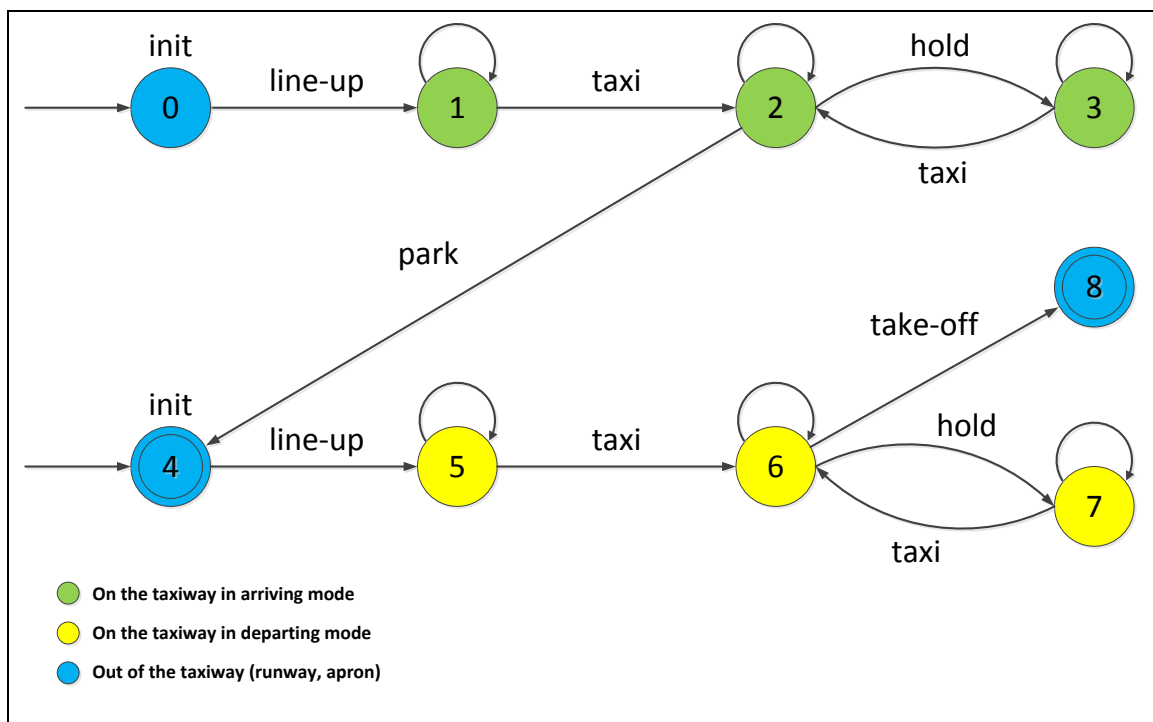 init
hold
line-up
taxi
0
1
2
3
taxi
park
8
take-off
init
line-up
taxi
hold
4
5
6
7
taxi
On the taxiway in arriving mode
On the taxiway in departing mode
Out of the taxiway (runway, apron)